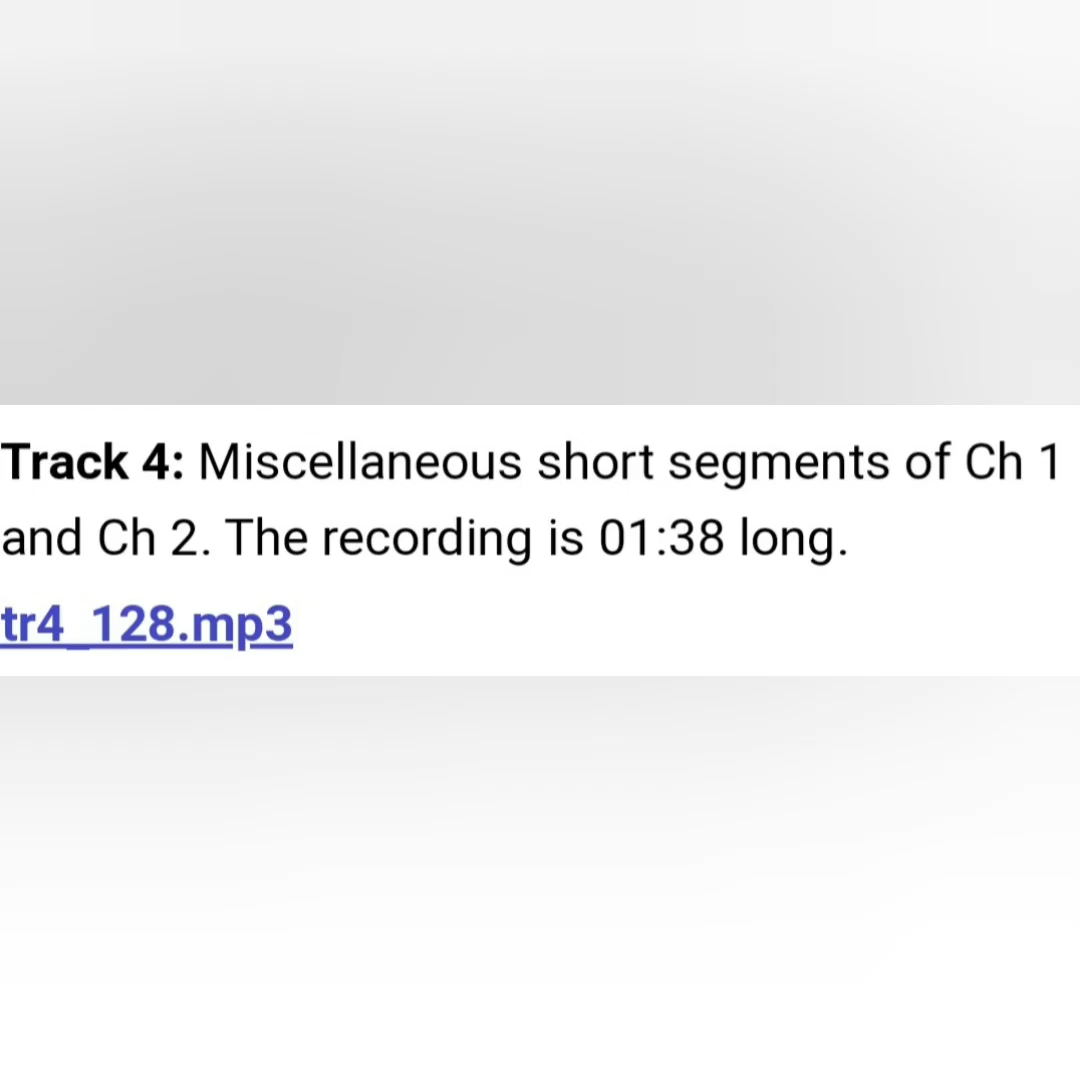 Track 4: Miscellaneous short segments of Ch 1
and Ch 2. The recording is 01:38 long.
tr4_128.mp3